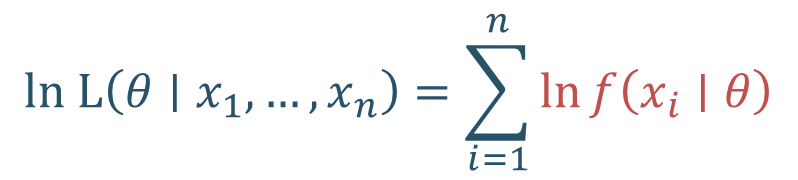 ln L(θ | x₁, … , xₙ) = ∑ᵢ₌₁ⁿ ln f(xᵢ | θ)